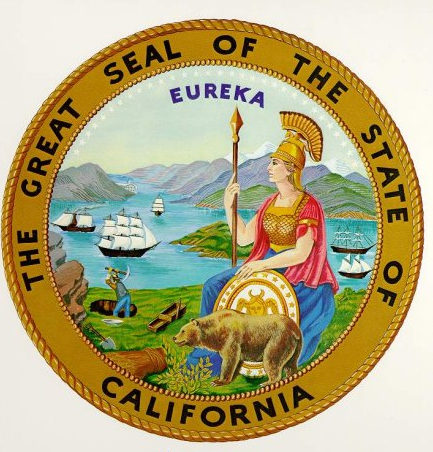 THE GREAT SEAL OF THE STATE OF
CALIFORNIA
EUREKA